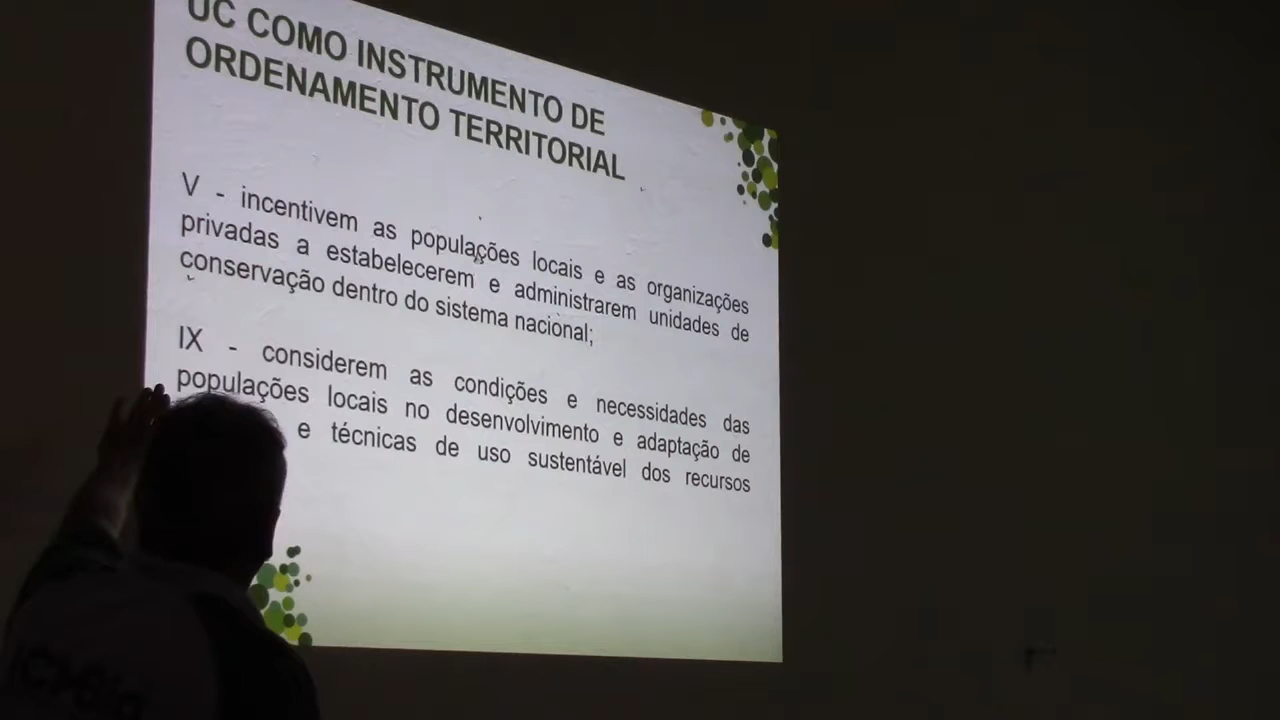 UC COMO INSTRUMENTO DE
ORDENAMENTO TERRITORIAL
V - incentivem as populações locais e as organizações
privadas a estabelecerem e administrarem unidades de
conservação dentro do sistema nacional;
IX - considerem as condições e necessidades das
populações locais no desenvolvimento e adaptação de
e técnicas de uso sustentável dos recursos
ICMBio